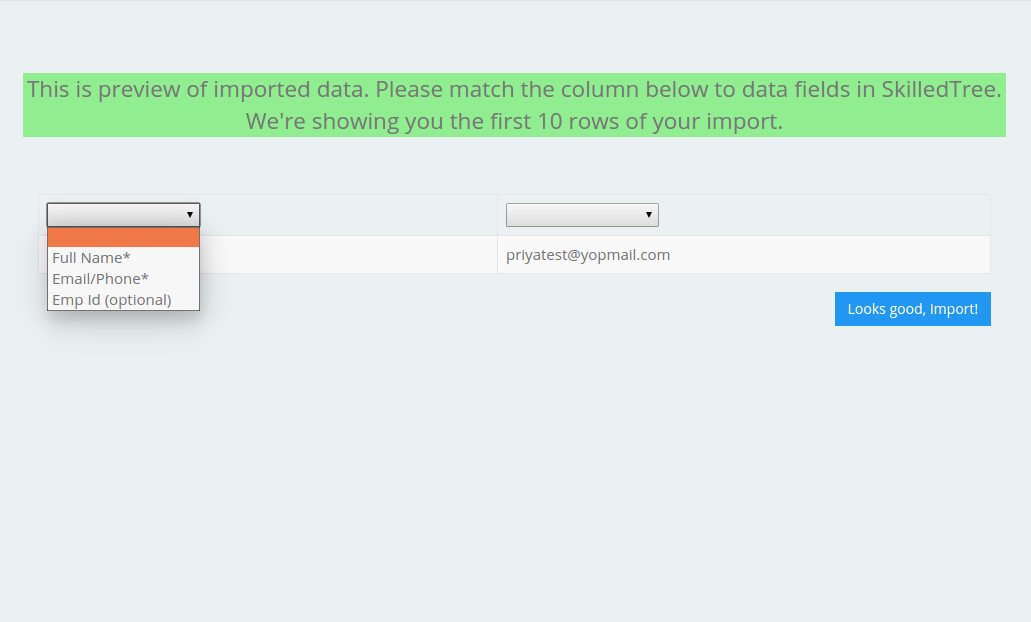 This is preview of imported data. Please match the column below to data fields in SkilledTree.
We're showing you the first 10 rows of your import.
Full Name*
Email/Phone*
Emp Id (optional)
priyatest@yopmail.com
Looks good, Import!